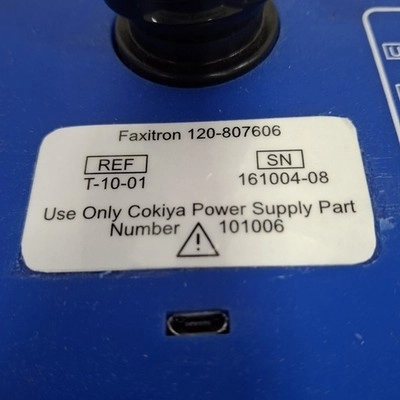 Faxitron 120-807606
REF SN
T-10-01 161004-08
Use Only Cokiya Power Supply Part
Number 101006